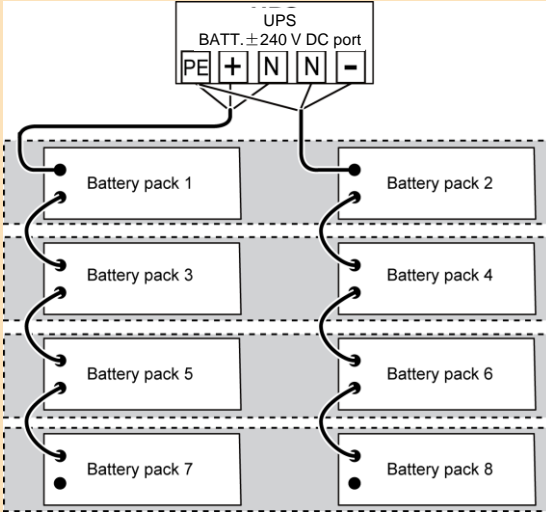 UPS
BATT.±240 V DC port
PE + N N -
Battery pack 1
Battery pack 2
Battery pack 3
Battery pack 4
Battery pack 5
Battery pack 6
Battery pack 7
Battery pack 8